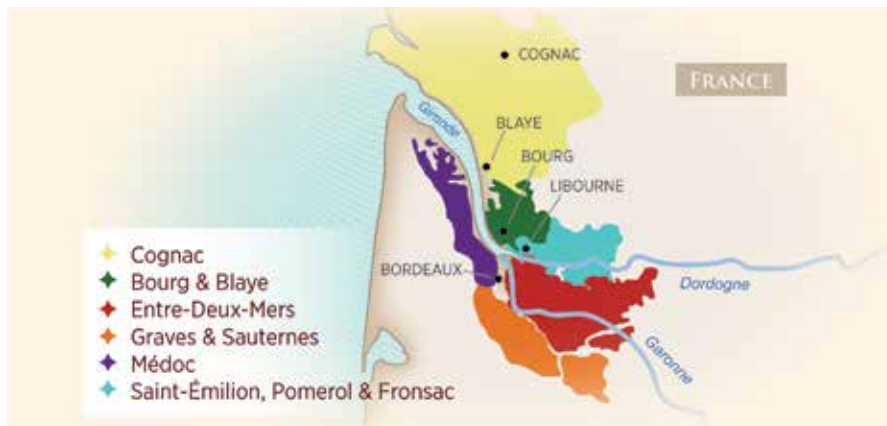 COGNAC
FRANCE
Gironde
BLAYE
BOURG
LIBOURNE
BORDEAUX
Dordogne
Garonne
Cognac
Bourg & Blaye
Entre-Deux-Mers
Graves & Sauternes
Médoc
Saint-Émilion, Pomerol & Fronsac